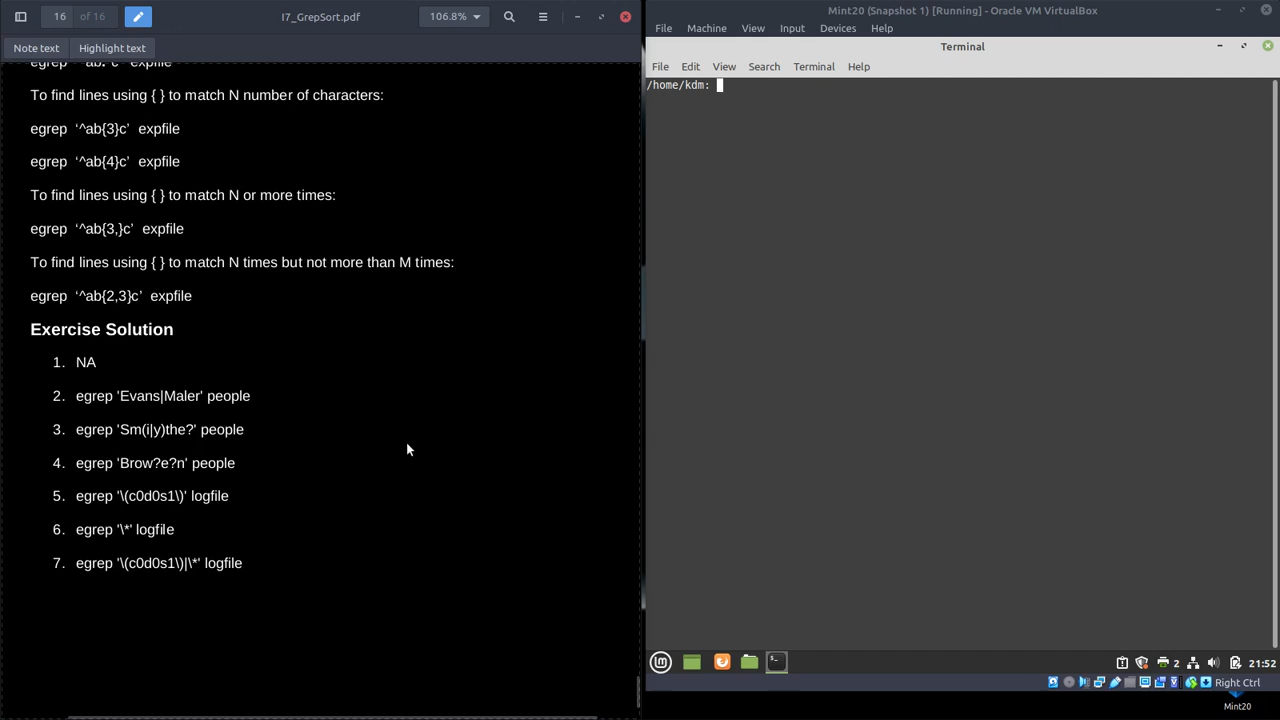 16 of 16 I7_GrepSort.pdf 106.8%
Note text Highlight text
egrep '^ab.*c' expfile
To find lines using { } to match N number of characters:
egrep ‘^ab{3}c’ expfile
egrep ‘^ab{4}c’ expfile
To find lines using { } to match N or more times:
egrep ‘^ab{3,}c’ expfile
To find lines using { } to match N times but not more than M times:
egrep ‘^ab{2,3}c’ expfile
Exercise Solution
1. NA
2. egrep 'Evans|Maler' people
3. egrep 'Sm(i|y)the?' people
4. egrep 'Brow?e?n' people
5. egrep '\(c0d0s1\)' logfile
6. egrep '\*' logfile
7. egrep '\(c0d0s1\)|\*' logfile
Mint20 (Snapshot 1) [Running] - Oracle VM VirtualBox
File Machine View Input Devices Help
Terminal
File Edit View Search Terminal Help
/home/kdm:
2 21:52
Right Ctrl
Mint20